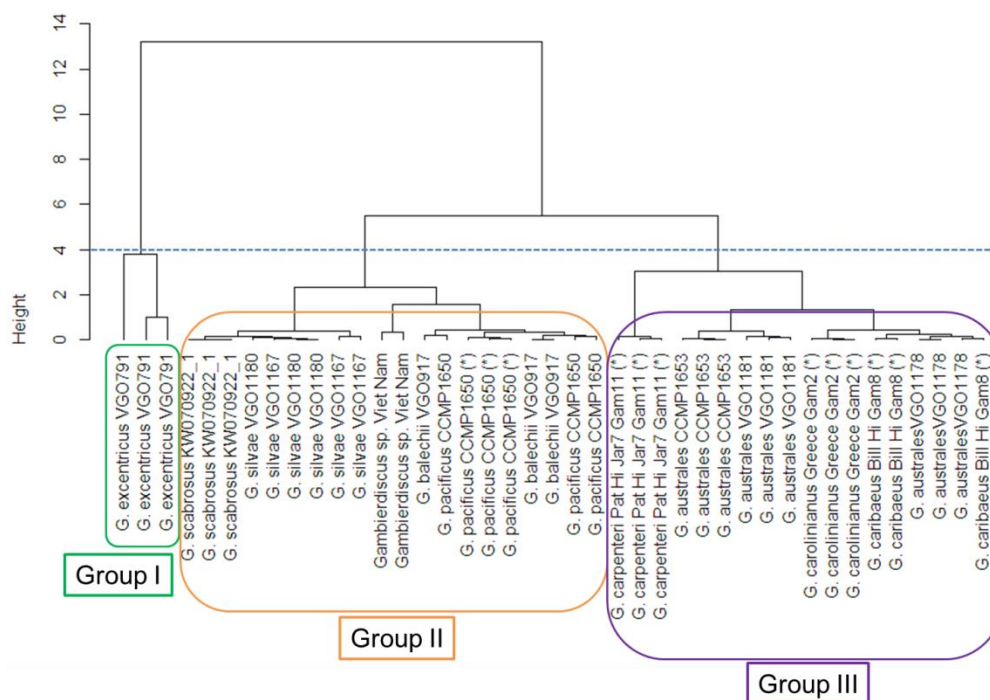 14
12
10
8
6
4
2
0
Height
G. excentricus VGO791
G. excentricus VGO791
G. excentricus VGO791
G. scabrosus KW070922_1
G. scabrosus KW070922_1
G. scabrosus KW070922_1
G. silvae VGO1180
G. silvae VGO1167
G. silvae VGO1180
G. silvae VGO1180
G. silvae VGO1167
G. silvae VGO1167
Gambierdiscus sp. Viet Nam
Gambierdiscus sp. Viet Nam
G. balechii VGO917
G. pacificus CCMP1650
G. pacificus CCMP1650 (*)
G. pacificus CCMP1650 (*)
G. pacificus CCMP1650 (*)
G. balechii VGO917
G. balechii VGO917
G. pacificus CCMP1650
G. pacificus CCMP1650
G. carpenteri Pat Hi Jar7 Gam11 (*)
G. carpenteri Pat Hi Jar7 Gam11 (*)
G. carpenteri Pat Hi Jar7 Gam11 (*)
G. australes CCMP1653
G. australes CCMP1653
G. australes CCMP1653
G. australes VGO1181
G. australes VGO1181
G. australes VGO1181
G. carolinianus Greece Gam2 (*)
G. carolinianus Greece Gam2 (*)
G. carolinianus Greece Gam2 (*)
G. caribaeus Bill Hi Gam8 (*)
G. caribaeus Bill Hi Gam8 (*)
G. australesVGO1178
G. australesVGO1178
G. australesVGO1178
G. caribaeus Bill Hi Gam8 (*)
Group I
Group II
Group III